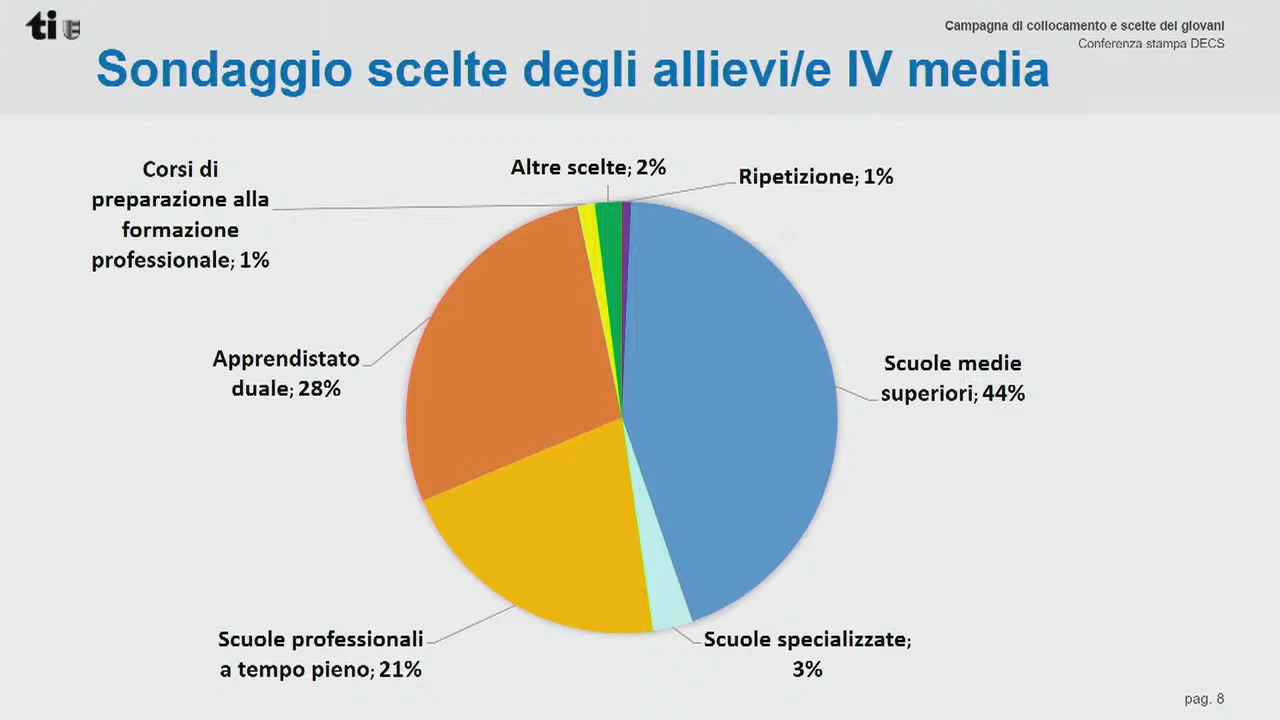 ti
Campagna di collocamento e scelte dei giovani
Conferenza stampa DECS
Sondaggio scelte degli allievi/e IV media
Corsi di
preparazione alla
formazione
professionale; 1%
Altre scelte; 2%
Ripetizione; 1%
Apprendistato
duale; 28%
Scuole medie
superiori; 44%
Scuole professionali
a tempo pieno; 21%
Scuole specializzate;
3%
pag. 8